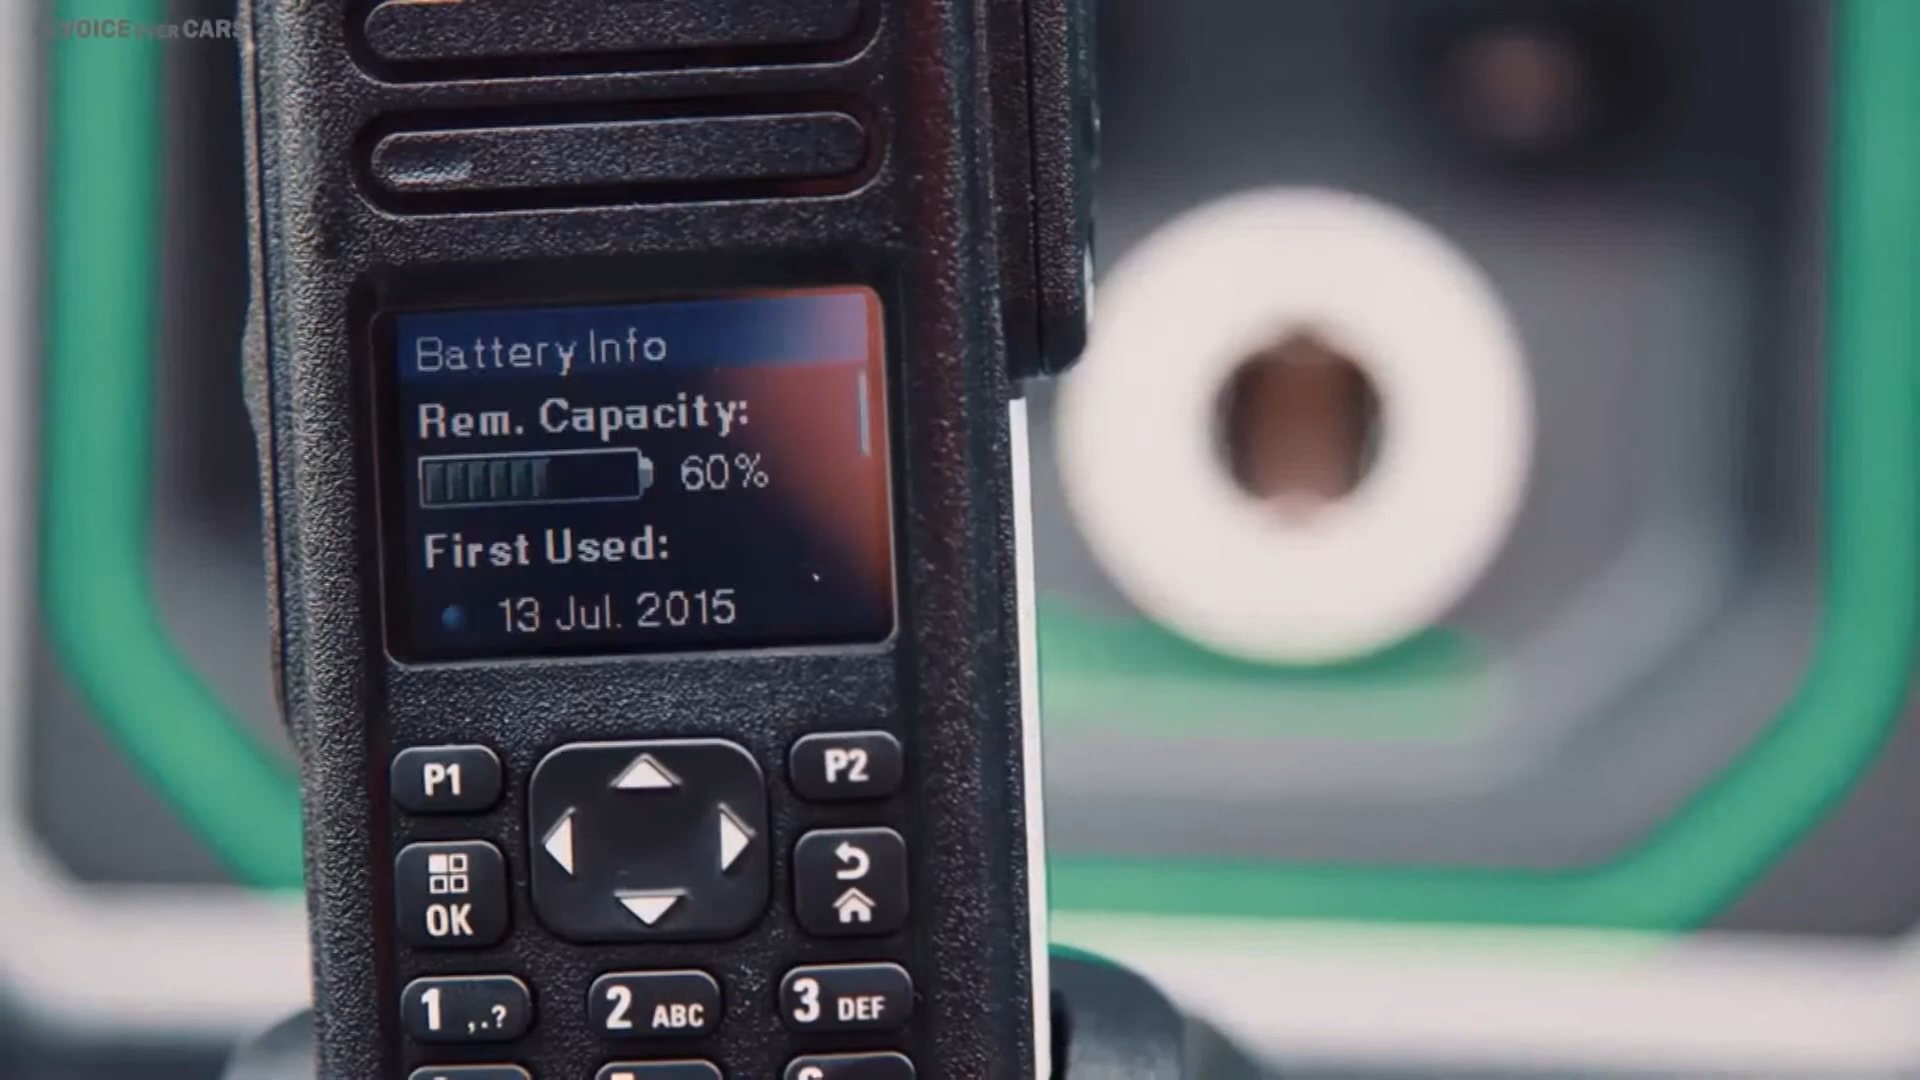 VOICE OVER CARS
Battery Info
Rem. Capacity:
60%
First Used:
13 Jul. 2015
P1
P2
OK
1 ,.?
2 ABC
3 DEF